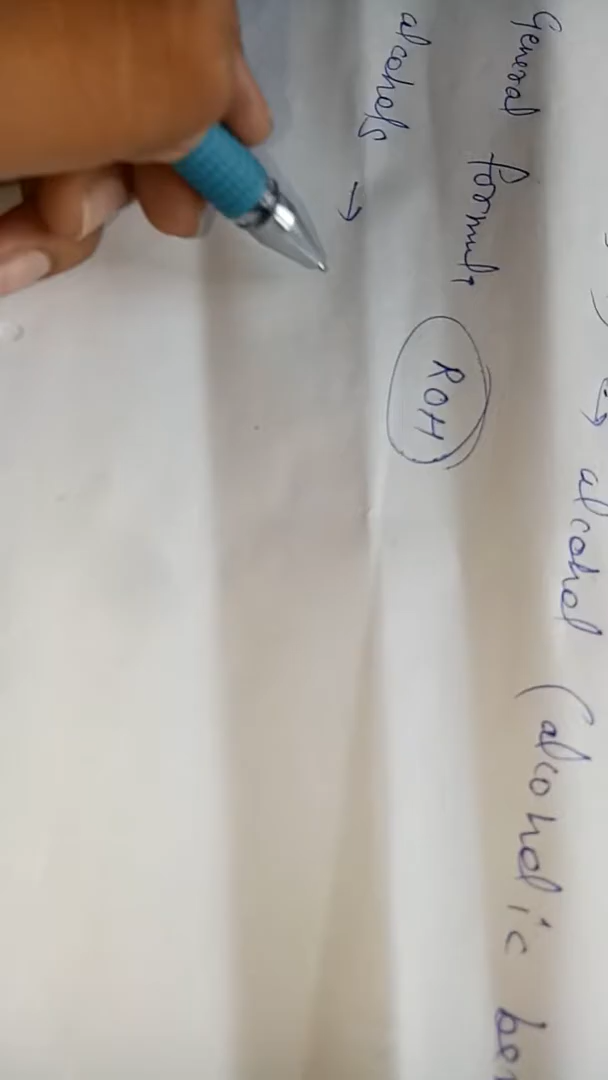 → alcohol (alcoholic
General formula ROH
alcohols →